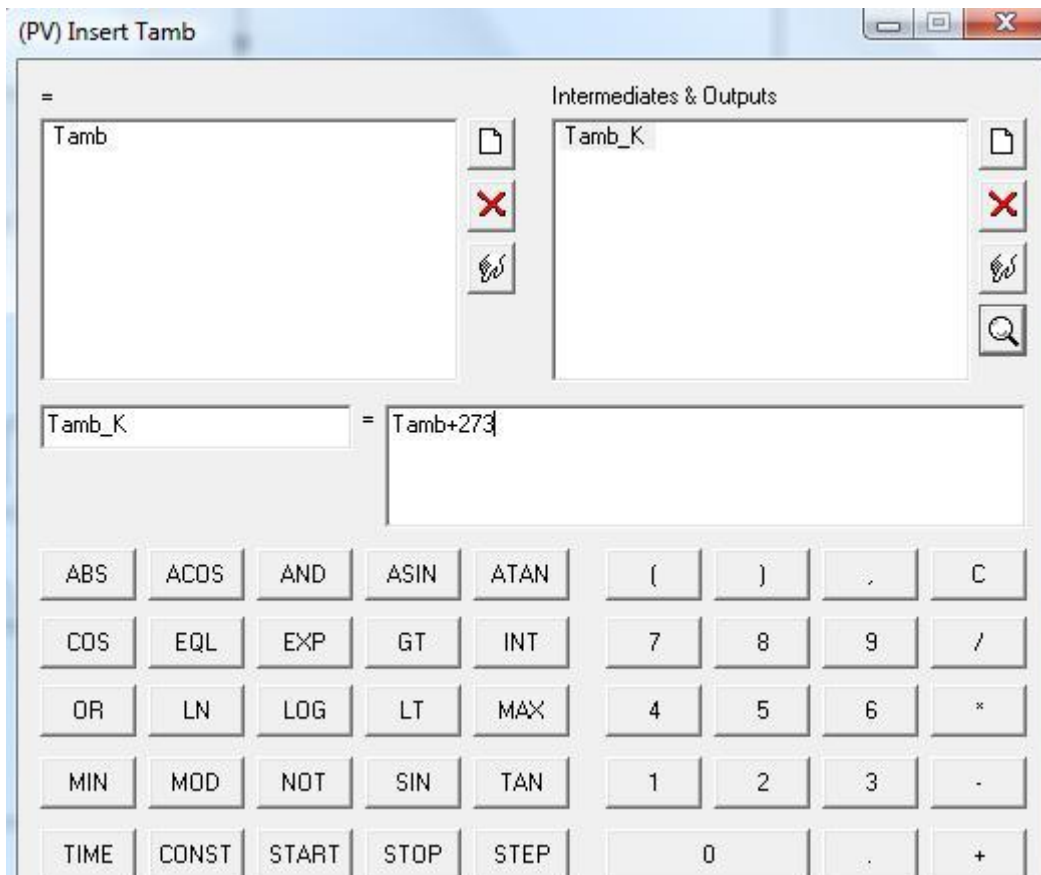 (PV) Insert Tamb
=
Intermediates & Outputs
Tamb
Tamb_K
Tamb_K = Tamb+273
ABS ACOS AND ASIN ATAN ( ) , C
COS EQL EXP GT INT 7 8 9 /
OR LN LOG LT MAX 4 5 6 *
MIN MOD NOT SIN TAN 1 2 3 -
TIME CONST START STOP STEP 0 . +